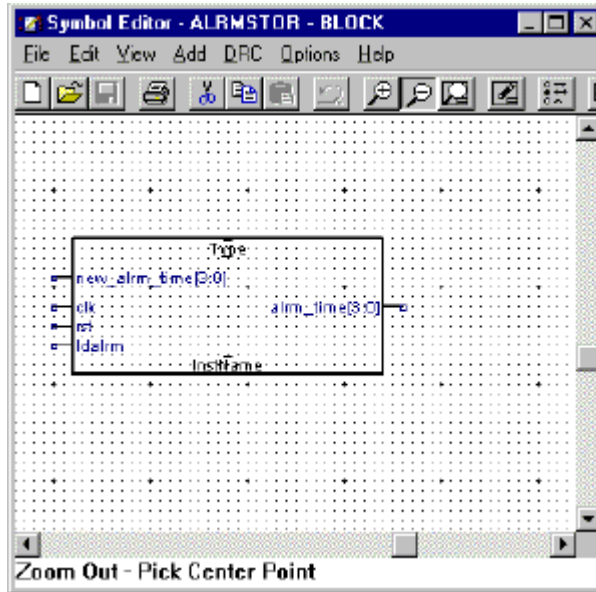 Symbol Editor - ALRMSTOR - BLOCK
File Edit View Add DRC Options Help
Type
new_alrm_time[3:0]
clk alrm_time[3:0]
rst
ldalrm
InstName
Zoom Out - Pick Center Point